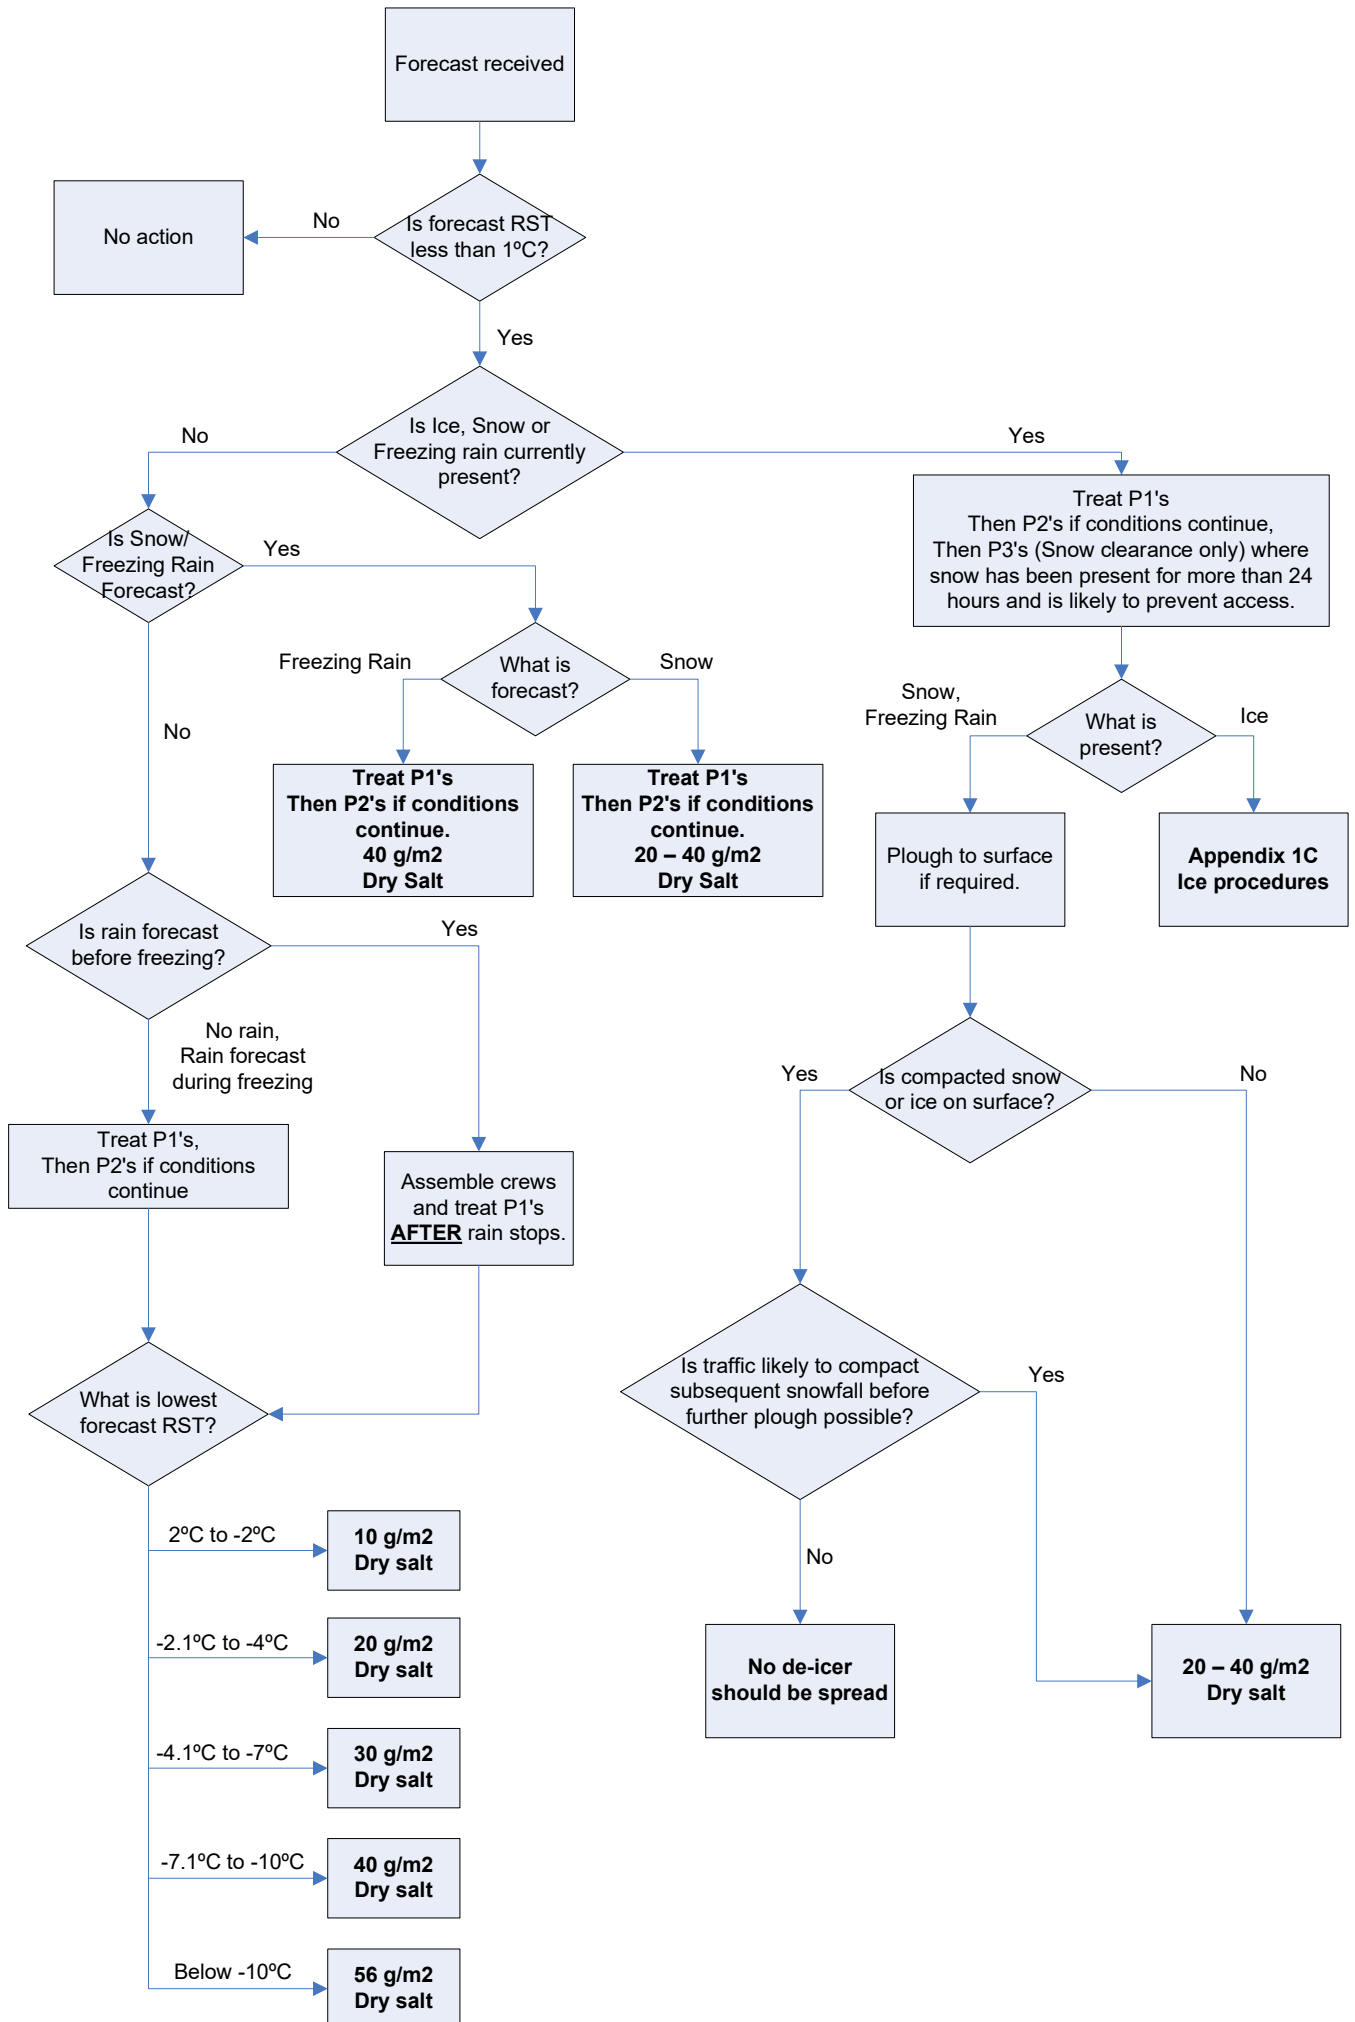 Forecast received
No action
No
Is forecast RST
less than 1ºC?
Yes
Is Ice, Snow or
Freezing rain currently
present?
No
Yes
Is Snow/
Freezing Rain
Forecast?
Yes
Treat P1's
Then P2's if conditions continue,
Then P3's (Snow clearance only) where
snow has been present for more than 24
hours and is likely to prevent access.
Freezing Rain
What is
forecast?
Snow
Snow,
Freezing Rain
What is
present?
Ice
No
Treat P1's
Then P2's if conditions
continue.
40 g/m2
Dry Salt
Treat P1's
Then P2's if conditions
continue.
20 – 40 g/m2
Dry Salt
Plough to surface
if required.
Appendix 1C
Ice procedures
Is rain forecast
before freezing?
Yes
No rain,
Rain forecast
during freezing
Yes
Is compacted snow
or ice on surface?
No
Treat P1's,
Then P2's if conditions
continue
Assemble crews
and treat P1's
AFTER rain stops.
What is lowest
forecast RST?
Is traffic likely to compact
subsequent snowfall before
further plough possible?
Yes
No
2ºC to -2ºC
10 g/m2
Dry salt
-2.1ºC to -4ºC
20 g/m2
Dry salt
No de-icer
should be spread
20 – 40 g/m2
Dry salt
-4.1ºC to -7ºC
30 g/m2
Dry salt
-7.1ºC to -10ºC
40 g/m2
Dry salt
Below -10ºC
56 g/m2
Dry salt